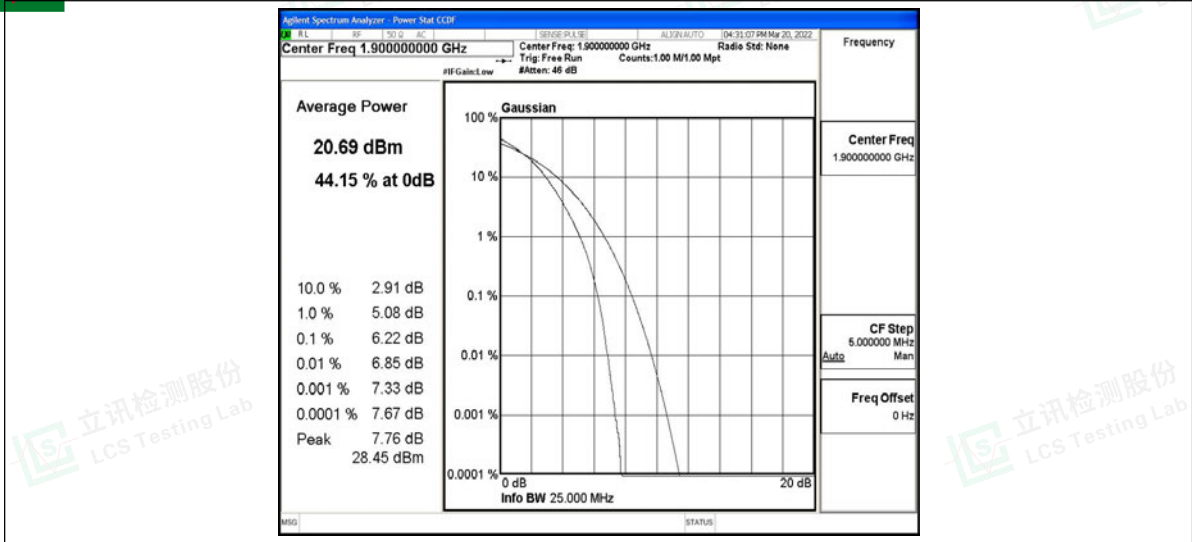 Agilent Spectrum Analyzer - Power Stat CCDF
RL RF 50 Ω AC SENSE:PULSE ALIGNAUTO 04:31:07 PM Mar 20, 2022
Center Freq 1.900000000 GHz
Center Freq: 1.900000000 GHz Radio Std: None
Trig: Free Run Counts:1.00 M/1.00 Mpt
#IFGain:Low #Atten: 46 dB
Frequency
Average Power
20.69 dBm
44.15 % at 0dB
10.0 % 2.91 dB
1.0 % 5.08 dB
0.1 % 6.22 dB
0.01 % 6.85 dB
0.001 % 7.33 dB
0.0001 % 7.67 dB
Peak 7.76 dB
28.45 dBm
Gaussian
100 %
10 %
1 %
0.1 %
0.01 %
0.001 %
0.0001 %
0 dB 20 dB
Info BW 25.000 MHz
Center Freq
1.900000000 GHz
CF Step
5.000000 MHz
Auto Man
Freq Offset
0 Hz
MSG STATUS
立讯检测股份
LCS Testing Lab
立讯检测股份
LCS Testing Lab